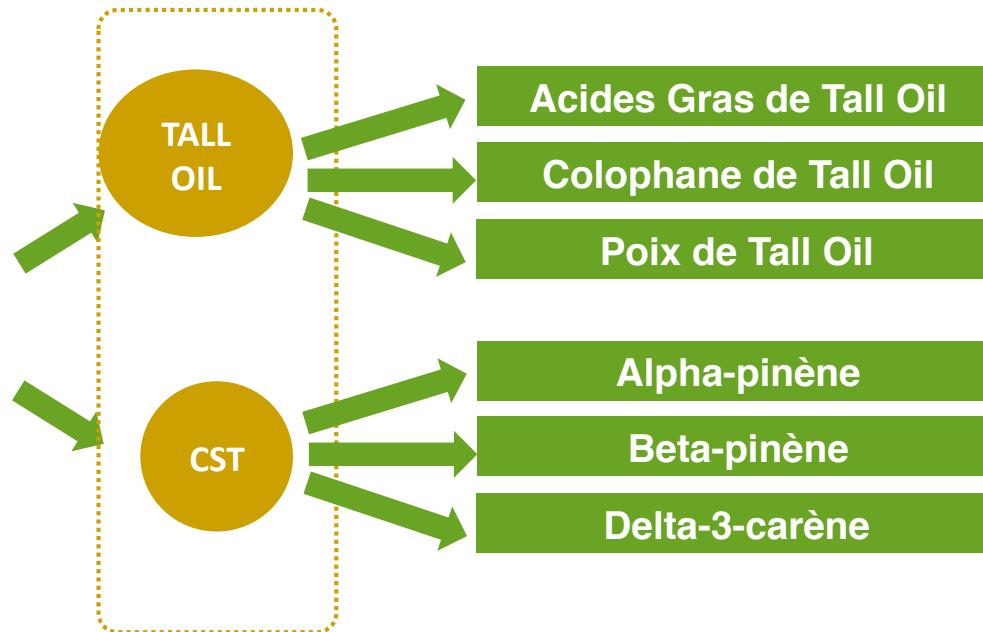 TALL
OIL
Acides Gras de Tall Oil
Colophane de Tall Oil
Poix de Tall Oil
CST
Alpha-pinène
Beta-pinène
Delta-3-carène